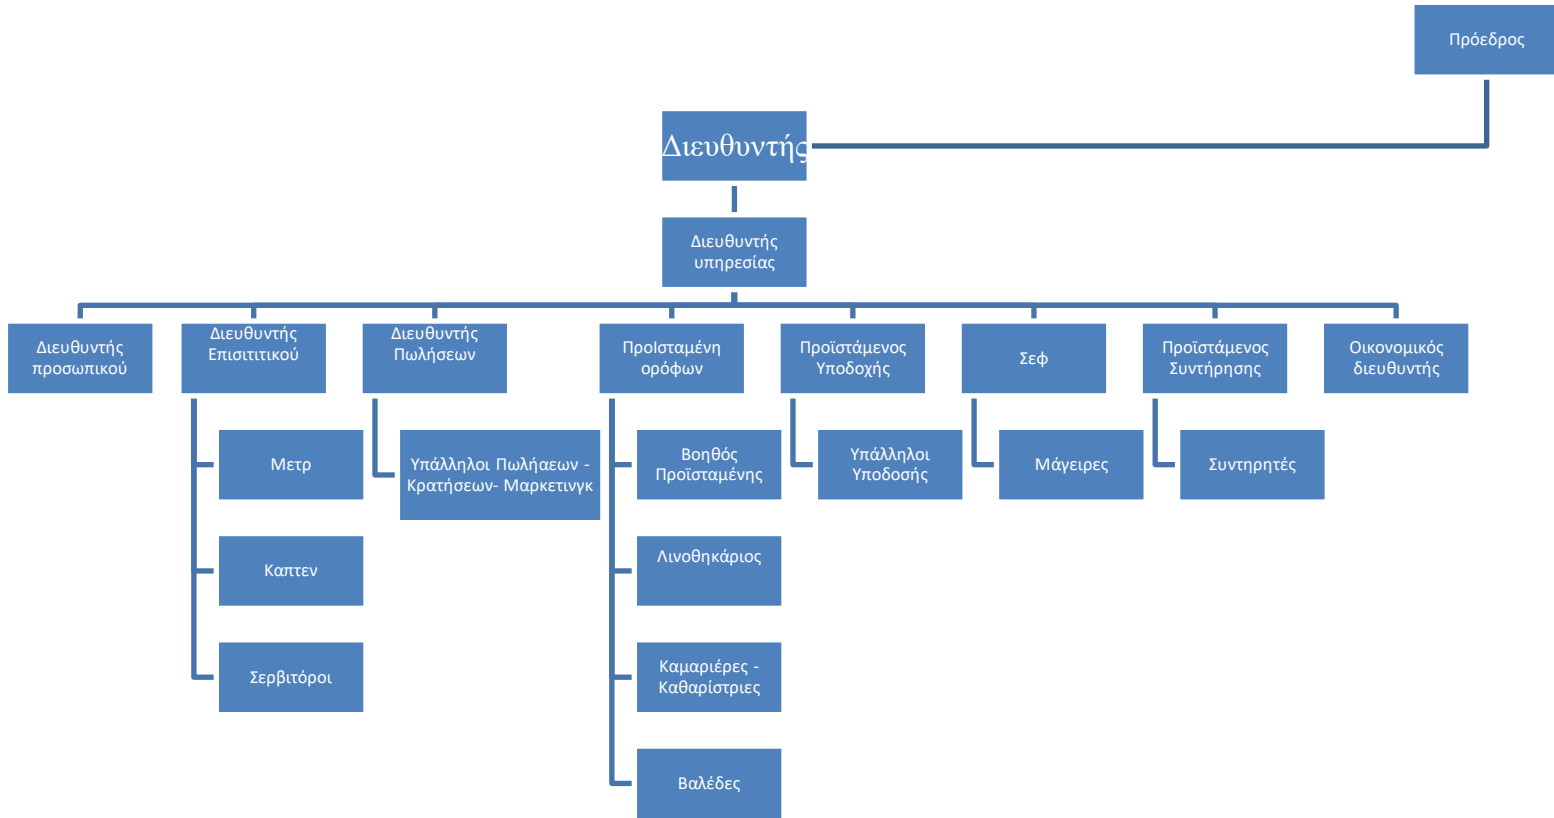 Πρόεδρος
Διευθυντής
Διευθυντής
υπηρεσίας
Διευθυντής
προσωπικού
Διευθυντής
Επισιτιτικού
Διευθυντής
Πωλήσεων
ΠροΙσταμένη
ορόφων
Προϊστάμενος
Υποδοχής
Σεφ
Προϊστάμενος
Συντήρησης
Οικονομικός
διευθυντής
Μετρ
Υπάλληλοι Πωλήαεων -
Κρατήσεων- Μαρκετινγκ
Βοηθός
Προϊσταμένης
Υπάλληλοι
Υποδοσής
Μάγειρες
Συντηρητές
Καπτεν
Λινοθηκάριος
Σερβιτόροι
Καμαριέρες -
Καθαρίστριες
Βαλέδες